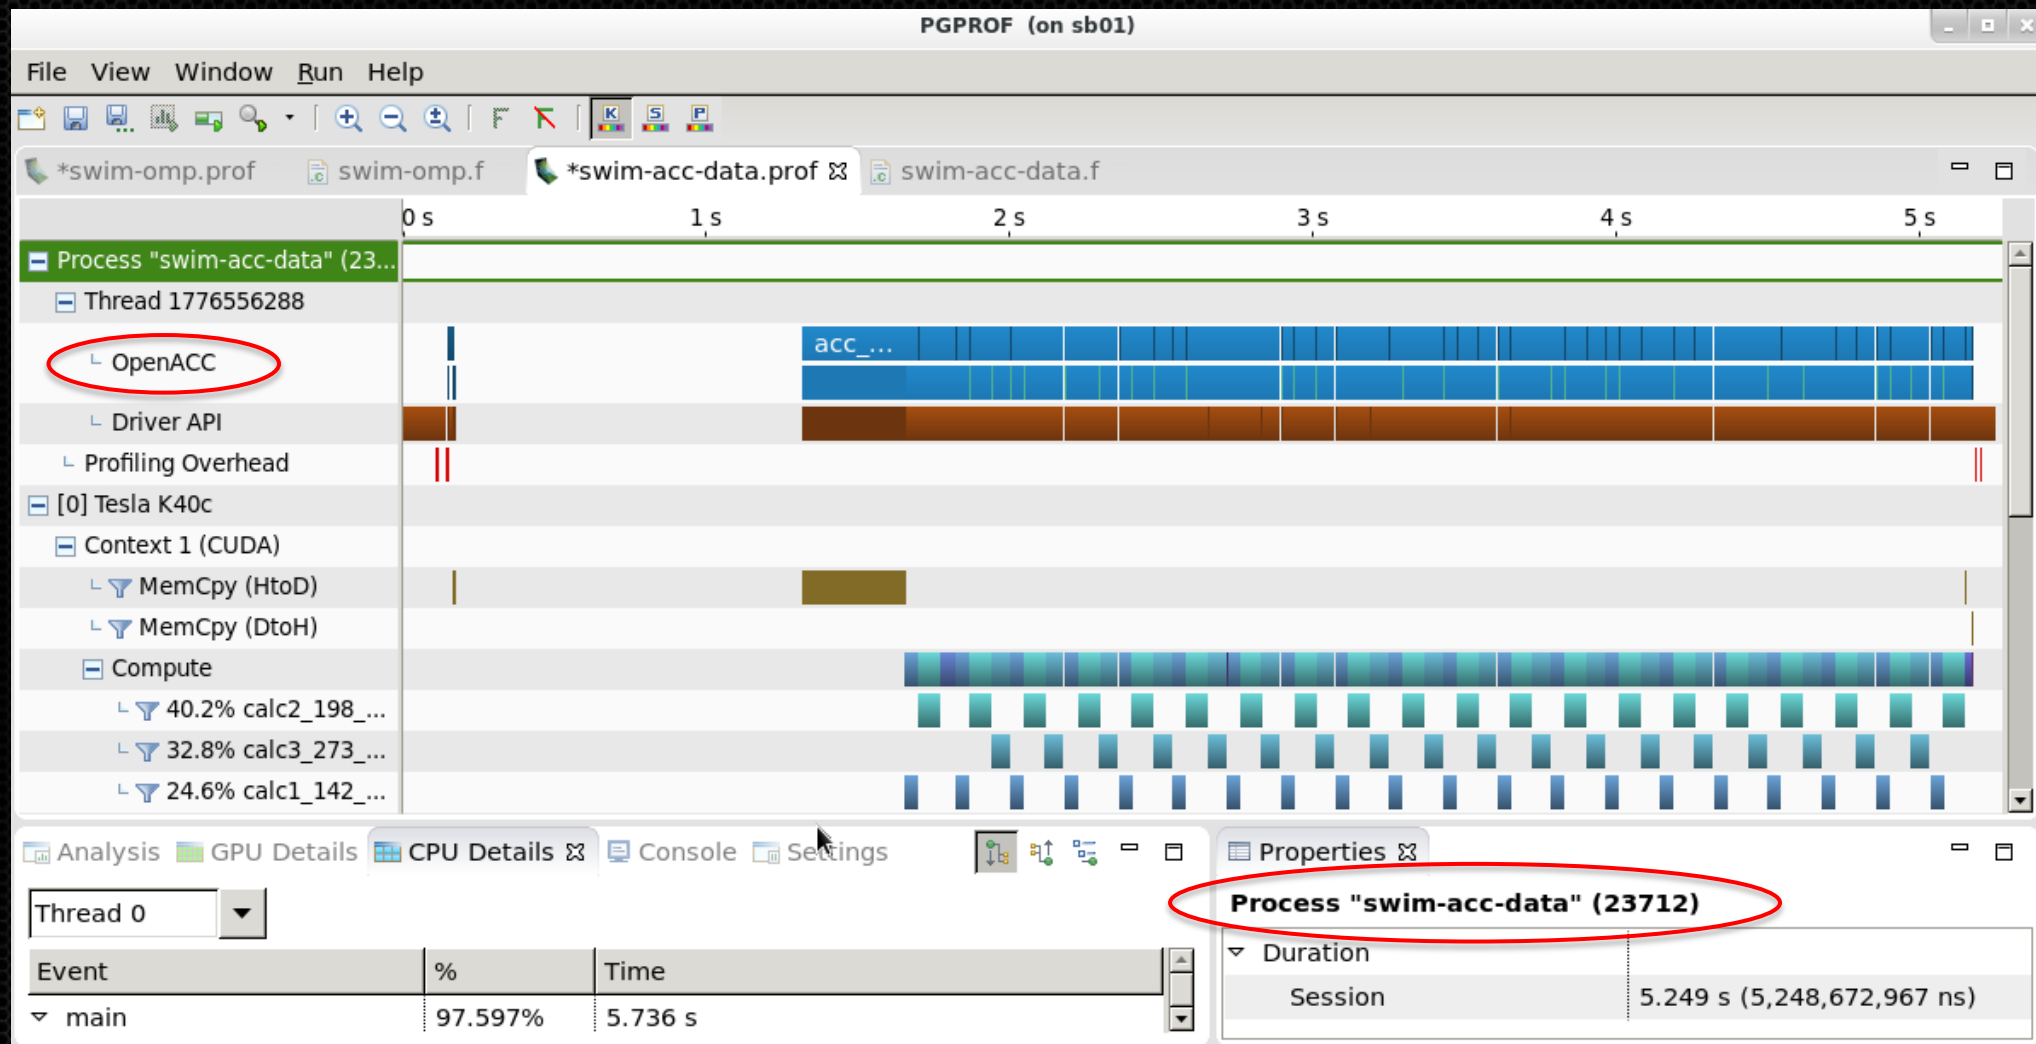 PGPROF (on sb01)
File View Window Run Help
K S P
*swim-omp.prof swim-omp.f *swim-acc-data.prof swim-acc-data.f
0 s 1 s 2 s 3 s 4 s 5 s
Process "swim-acc-data" (23...
Thread 1776556288
acc_...
OpenACC
Driver API
Profiling Overhead
[0] Tesla K40c
Context 1 (CUDA)
MemCpy (HtoD)
MemCpy (DtoH)
Compute
40.2% calc2_198_...
32.8% calc3_273_...
24.6% calc1_142_...
Analysis GPU Details CPU Details Console Settings Properties
Thread 0
Process "swim-acc-data" (23712)
Duration
Event % Time
Session 5.249 s (5,248,672,967 ns)
main 97.597% 5.736 s